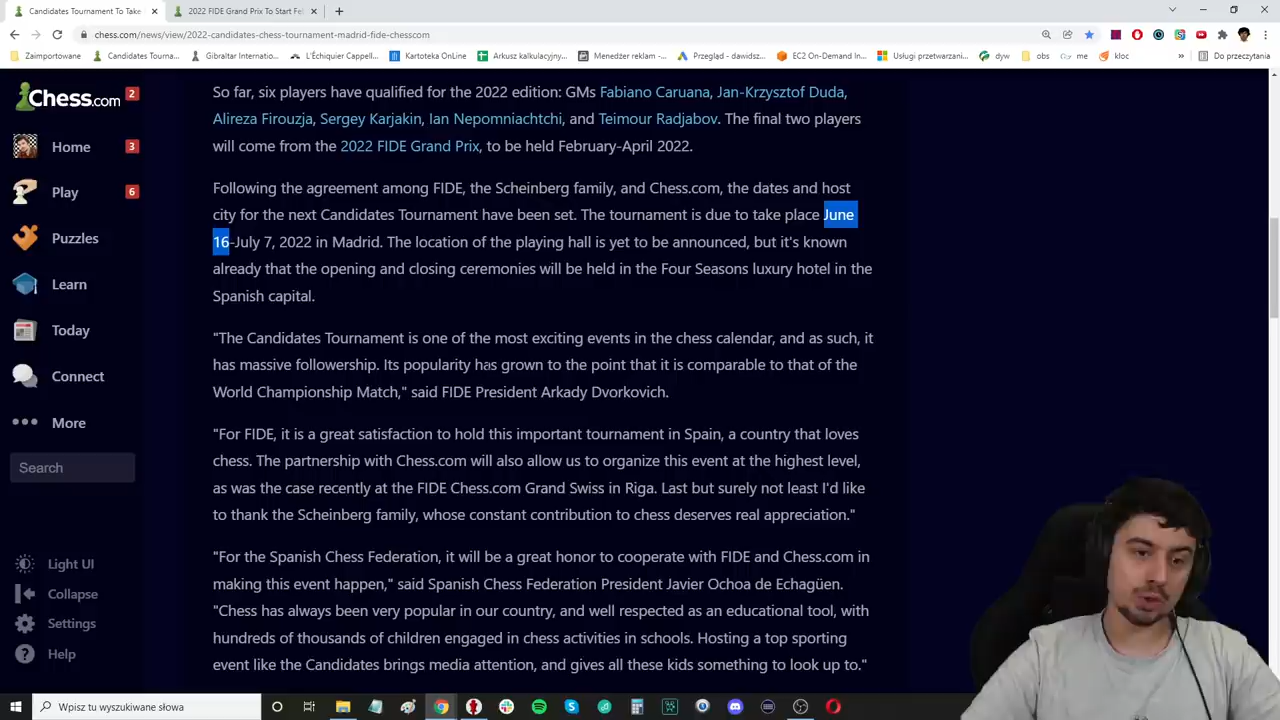 Candidates Tournament To Take
2022 FIDE Grand Prix To Start Fe
chess.com/news/view/2022-candidates-chess-tournament-madrid-fide-chesscom
Zaimportowane
Candidates Tourna...
Gibraltar Internatio...
L'Échiquier Cappell...
Kartoteka OnLine
Arkusz kalkulacyjny...
Menedżer reklam –...
Przegląd – dawidsz...
EC2 On-Demand In...
Usługi przetwarzani...
dyw
obs
me
kloc
»
Do przeczytania
Chess.com
2
Home
3
Play
6
Puzzles
Learn
Today
Connect
More
Search
Light UI
Collapse
Settings
Help
So far, six players have qualified for the 2022 edition: GMs Fabiano Caruana, Jan-Krzysztof Duda,
Alireza Firouzja, Sergey Karjakin, Ian Nepomniachtchi, and Teimour Radjabov. The final two players
will come from the 2022 FIDE Grand Prix, to be held February-April 2022.
Following the agreement among FIDE, the Scheinberg family, and Chess.com, the dates and host
city for the next Candidates Tournament have been set. The tournament is due to take place June
16-July 7, 2022 in Madrid. The location of the playing hall is yet to be announced, but it's known
already that the opening and closing ceremonies will be held in the Four Seasons luxury hotel in the
Spanish capital.
"The Candidates Tournament is one of the most exciting events in the chess calendar, and as such, it
has massive followership. Its popularity has grown to the point that it is comparable to that of the
World Championship Match," said FIDE President Arkady Dvorkovich.
"For FIDE, it is a great satisfaction to hold this important tournament in Spain, a country that loves
chess. The partnership with Chess.com will also allow us to organize this event at the highest level,
as was the case recently at the FIDE Chess.com Grand Swiss in Riga. Last but surely not least I'd like
to thank the Scheinberg family, whose constant contribution to chess deserves real appreciation."
"For the Spanish Chess Federation, it will be a great honor to cooperate with FIDE and Chess.com in
making this event happen," said Spanish Chess Federation President Javier Ochoa de Echagüen.
"Chess has always been very popular in our country, and well respected as an educational tool, with
hundreds of thousands of children engaged in chess activities in schools. Hosting a top sporting
event like the Candidates brings media attention, and gives all these kids something to look up to."
Wpisz tu wyszukiwane słowa